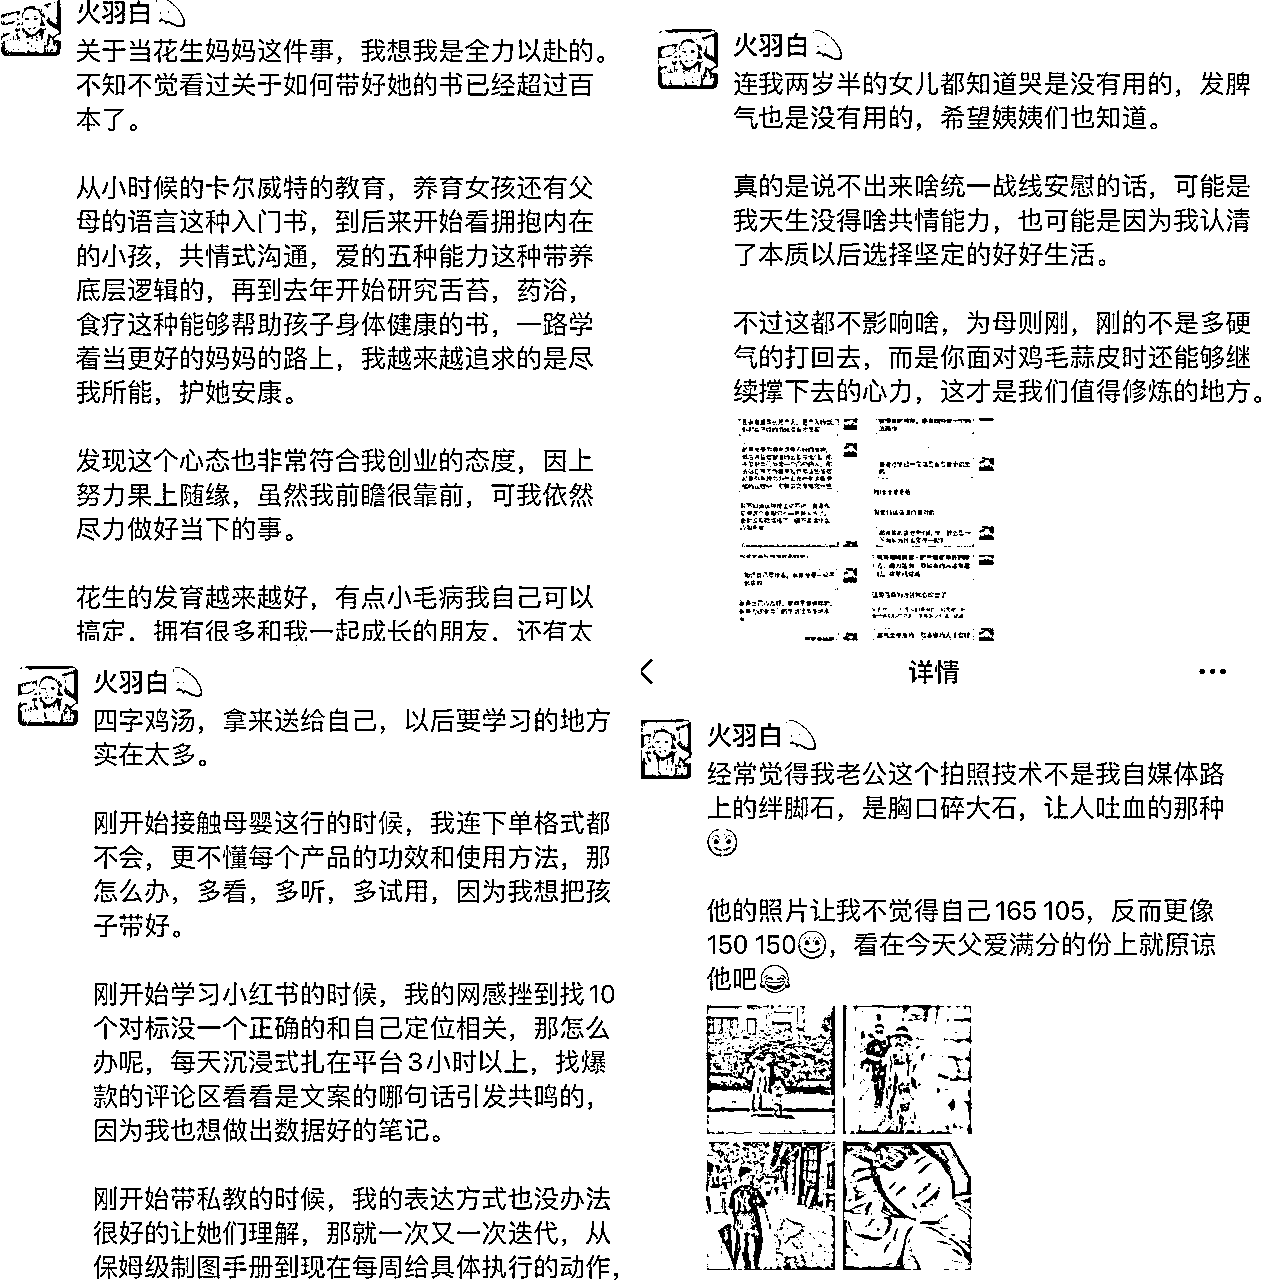 火羽白
关于当花生妈妈这件事，我想我是全力以赴的。
不知不觉看过关于如何带好她的书已经超过百
本了。
从小时候的卡尔威特的教育，养育女孩还有父
母的语言这种入门书，到后来开始看拥抱内在
的小孩，共情式沟通，爱的五种能力这种带养
底层逻辑的，再到去年开始研究舌苔，药浴，
食疗这种能够帮助孩子身体健康的书，一路学
着当更好的妈妈的路上，我越来越追求的是尽
我所能，护她安康。
发现这个心态也非常符合我创业的态度，因上
努力果上随缘，虽然我前瞻很靠前，可我依然
尽力做好当下的事。
花生的发育越来越好，有点小毛病我自己可以
搞定，拥有很多和我一起成长的朋友，还有太
火羽白
连我两岁半的女儿都知道哭是没有用的，发脾
气也是没有用的，希望姨姨们也知道。
真的是说不出来啥统一战线安慰的话，可能是
我天生没得啥共情能力，也可能是因为我认清
了本质以后选择坚定的好好生活。
不过这都不影响啥，为母则刚，刚的不是多硬
气的打回去，而是你面对鸡毛蒜皮时还能够继
续撑下去的心力，这才是我们值得修炼的地方。
火羽白
四字鸡汤，拿来送给自己，以后要学习的地方
实在太多。
刚开始接触母婴这行的时候，我连下单格式都
不会，更不懂每个产品的功效和使用方法，那
怎么办，多看，多听，多试用，因为我想把孩
子带好。
刚开始学习小红书的时候，我的网感挫到找10
个对标没一个正确的和自己定位相关，那怎么
办呢，每天沉浸式扎在平台3小时以上，找爆
款的评论区看看是文案的哪句话引发共鸣的，
因为我也想做出数据好的笔记。
刚开始带私教的时候，我的表达方式也没办法
很好的让她们理解，那就一次又一次迭代，从
保姆级制图手册到现在每周给具体执行的动作，
详情
火羽白
经常觉得我老公这个拍照技术不是我自媒体路
上的绊脚石，是胸口碎大石，让人吐血的那种
他的照片让我不觉得自己165 105，反而更像
150 150，看在今天父爱满分的份上就原谅
他吧